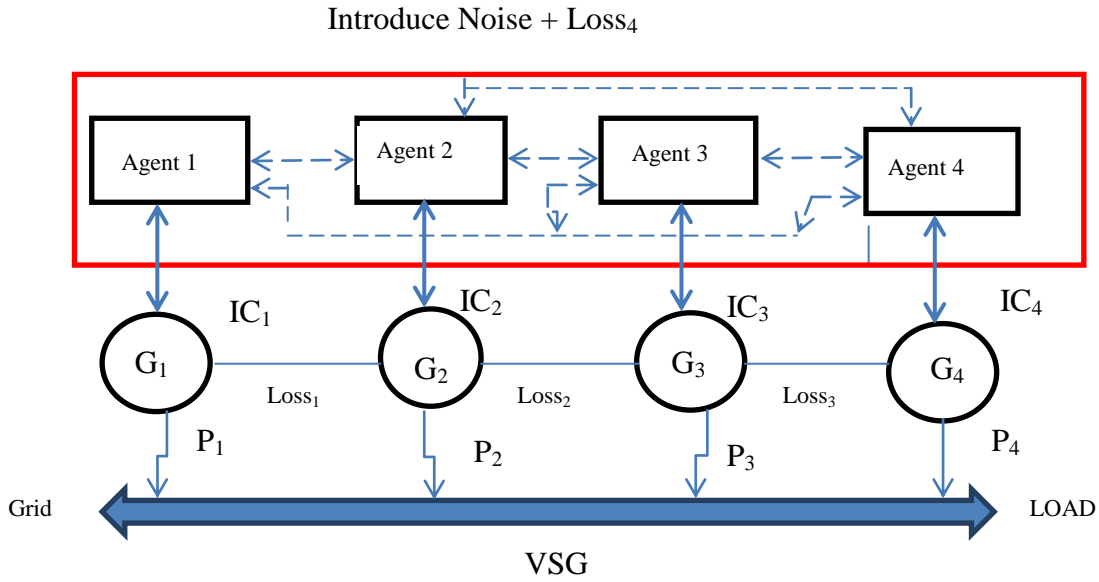 Introduce Noise + Loss₄
Agent 1
Agent 2
Agent 3
Agent 4
IC₁
IC₂
IC₃
IC₄
G₁
G₂
G₃
G₄
Loss₁
Loss₂
Loss₃
P₁
P₂
P₃
P₄
Grid
LOAD
VSG